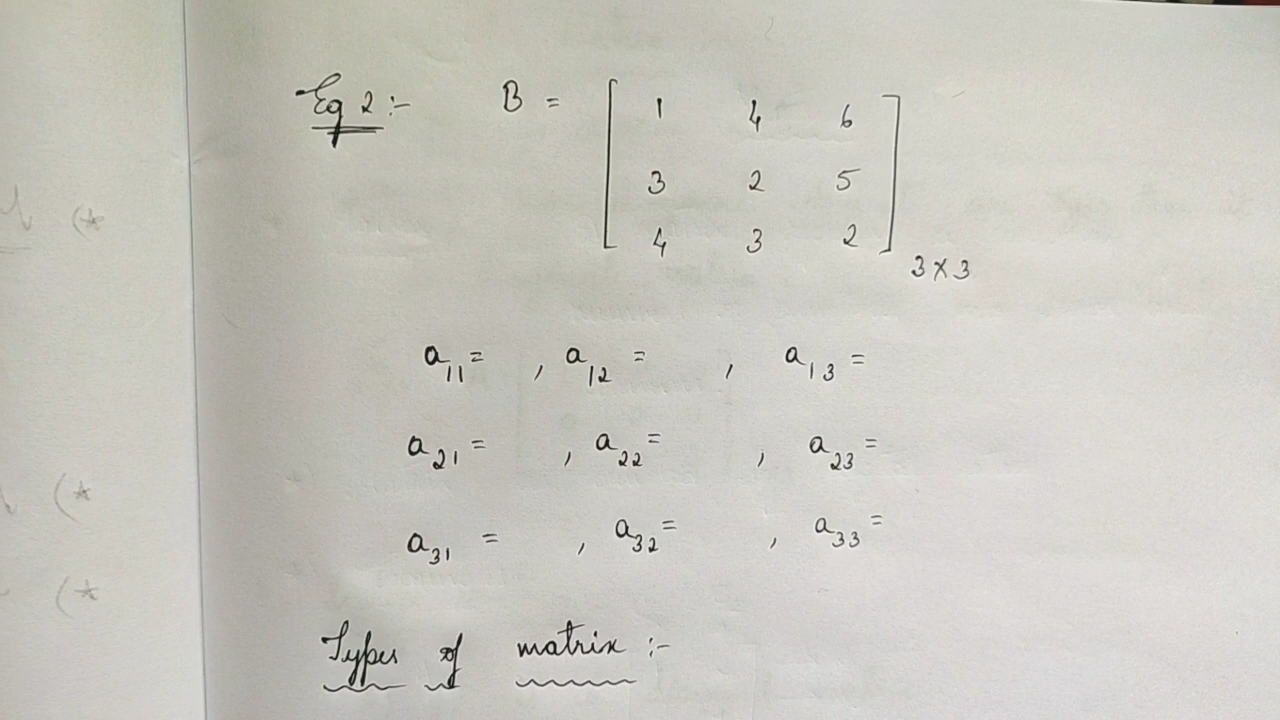 Eg 2:- B = [ 1 4 6
3 2 5
4 3 2 ] 3×3
a₁₁ = , a₁₂ = , a₁₃ =
a₂₁ = , a₂₂ = , a₂₃ =
a₃₁ = , a₃₂ = , a₃₃ =
Types of matrix :-